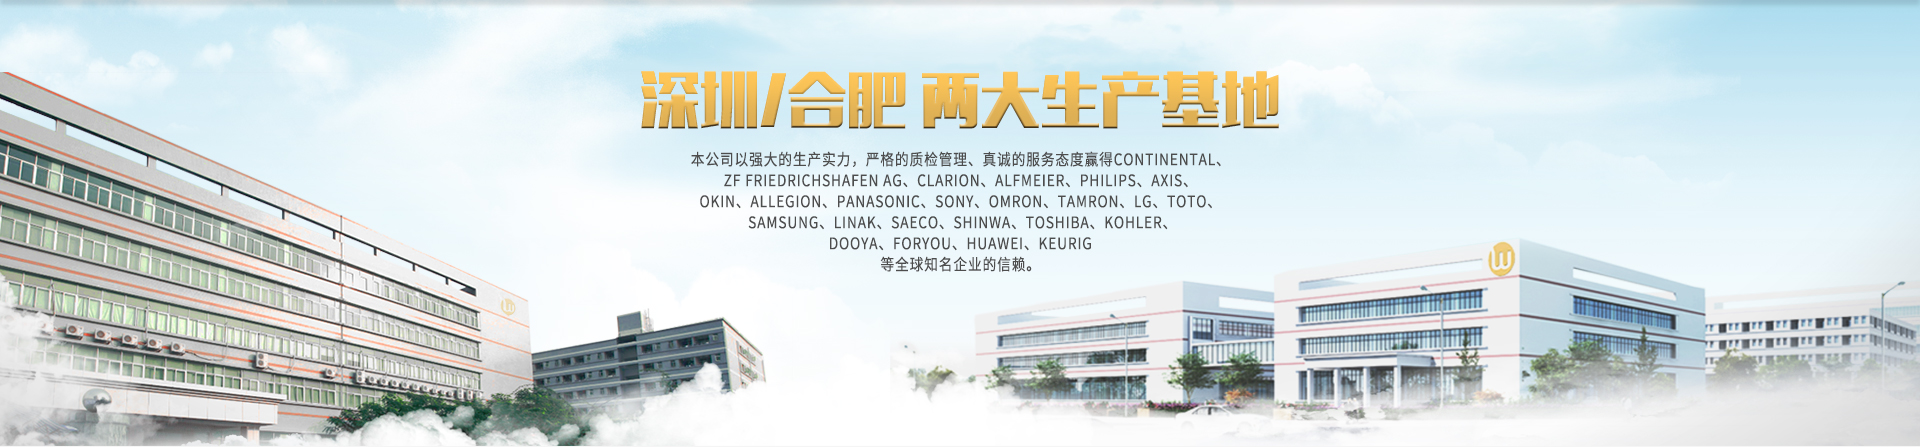 深圳/合肥 两大生产基地
本公司以强大的生产实力，严格的质检管理、真诚的服务态度赢得CONTINENTAL、
ZF FRIEDRICHSHAFEN AG、CLARION、ALFMEIER、PHILIPS、AXIS、
OKIN、ALLEGION、PANASONIC、SONY、OMRON、TAMRON、LG、TOTO、
SAMSUNG、LINAK、SAECO、SHINWA、TOSHIBA、KOHLER、
DOOYA、FORYOU、HUAWEI、KEURIG
等全球知名企业的信赖。